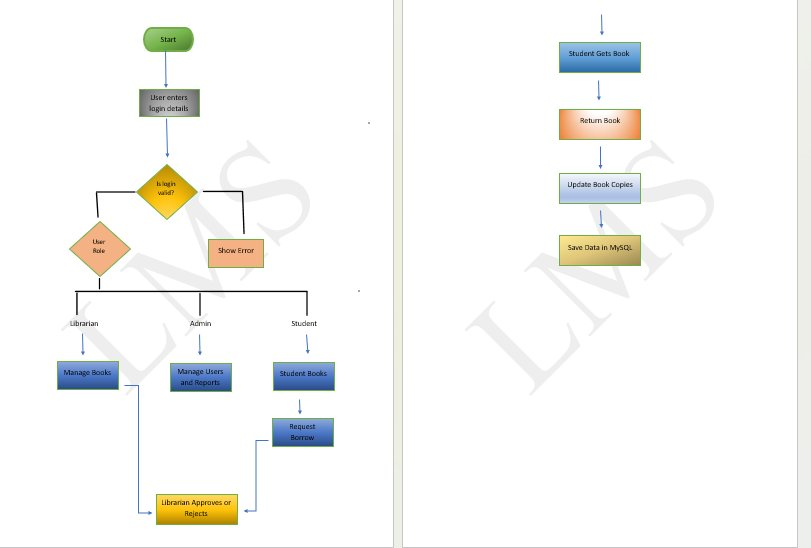 Start
User enters
login details
Is login
valid?
User
Role
Show Error
Librarian
Admin
Student
Manage Books
Manage Users
and Reports
Student Books
Request
Borrow
Librarian Approves or
Rejects
LMS
Student Gets Book
Return Book
Update Book Copies
Save Data in MySQL
LMS